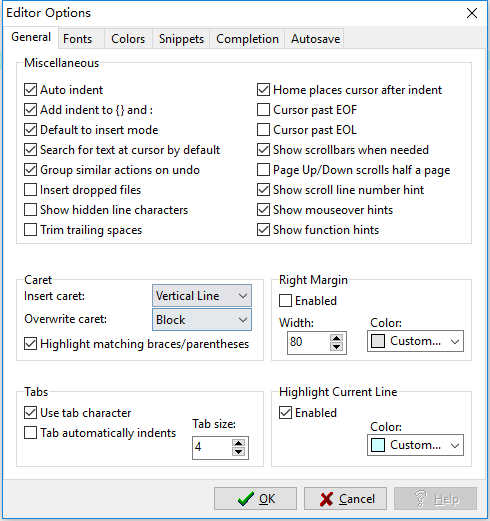 Editor Options
General Fonts Colors Snippets Completion Autosave
Miscellaneous
Auto indent
Add indent to {} and :
Default to insert mode
Search for text at cursor by default
Group similar actions on undo
Insert dropped files
Show hidden line characters
Trim trailing spaces
Home places cursor after indent
Cursor past EOF
Cursor past EOL
Show scrollbars when needed
Page Up/Down scrolls half a page
Show scroll line number hint
Show mouseover hints
Show function hints
Caret
Insert caret: Vertical Line
Overwrite caret: Block
Highlight matching braces/parentheses
Right Margin
Enabled
Width: Color:
80 Custom...
Tabs
Use tab character
Tab automatically indents
Tab size:
4
Highlight Current Line
Enabled
Color:
Custom...
OK Cancel Help